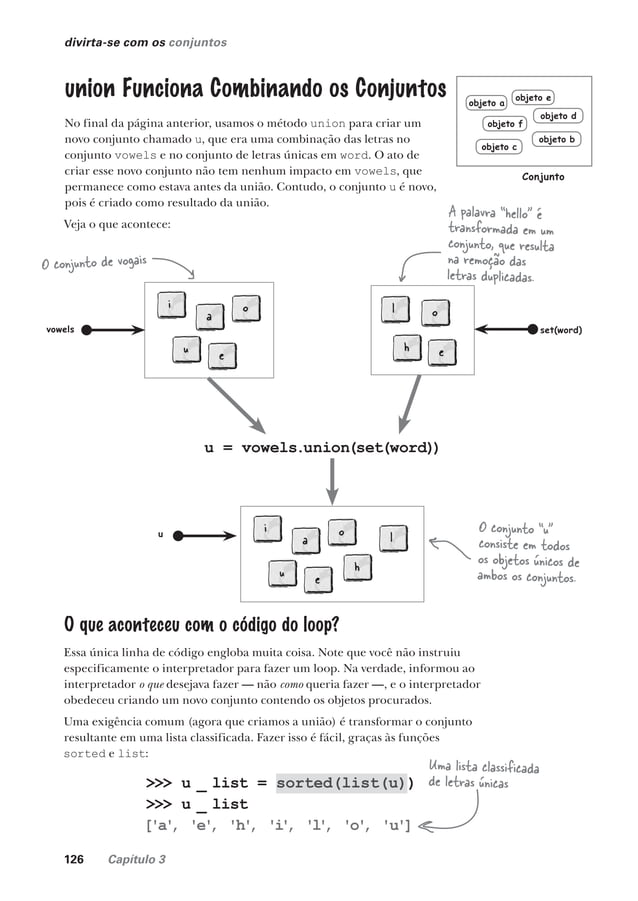 divirta-se com os conjuntos
union Funciona Combinando os Conjuntos
No final da página anterior, usamos o método union para criar um
novo conjunto chamado u, que era uma combinação das letras no
conjunto vowels e no conjunto de letras únicas em word. O ato de
criar esse novo conjunto não tem nenhum impacto em vowels, que
permanece como estava antes da união. Contudo, o conjunto u é novo,
pois é criado como resultado da união.
Veja o que acontece:
objeto a
objeto e
objeto f
objeto d
objeto c
objeto b
Conjunto
A palavra "hello" é
transformada em um
conjunto, que resulta
na remoção das
letras duplicadas.
O conjunto de vogais
i
a
o
u
e
vowels
l
o
h
e
set(word)
u = vowels.union(set(word))
u
i
a
o
l
u
e
h
O conjunto "u"
consiste em todos
os objetos únicos de
ambos os conjuntos.
O que aconteceu com o código do loop?
Essa única linha de código engloba muita coisa. Note que você não instruiu
especificamente o interpretador para fazer um loop. Na verdade, informou ao
interpretador o que desejava fazer — não como queria fazer —, e o interpretador
obedeceu criando um novo conjunto contendo os objetos procurados.
Uma exigência comum (agora que criamos a união) é transformar o conjunto
resultante em uma lista classificada. Fazer isso é fácil, graças às funções
sorted e list:
Uma lista classificada
de letras únicas
>>> u _ list = sorted(list(u))
>>> u _ list
['a', 'e', 'h', 'i', 'l', 'o', 'u']
126 Capítulo 3